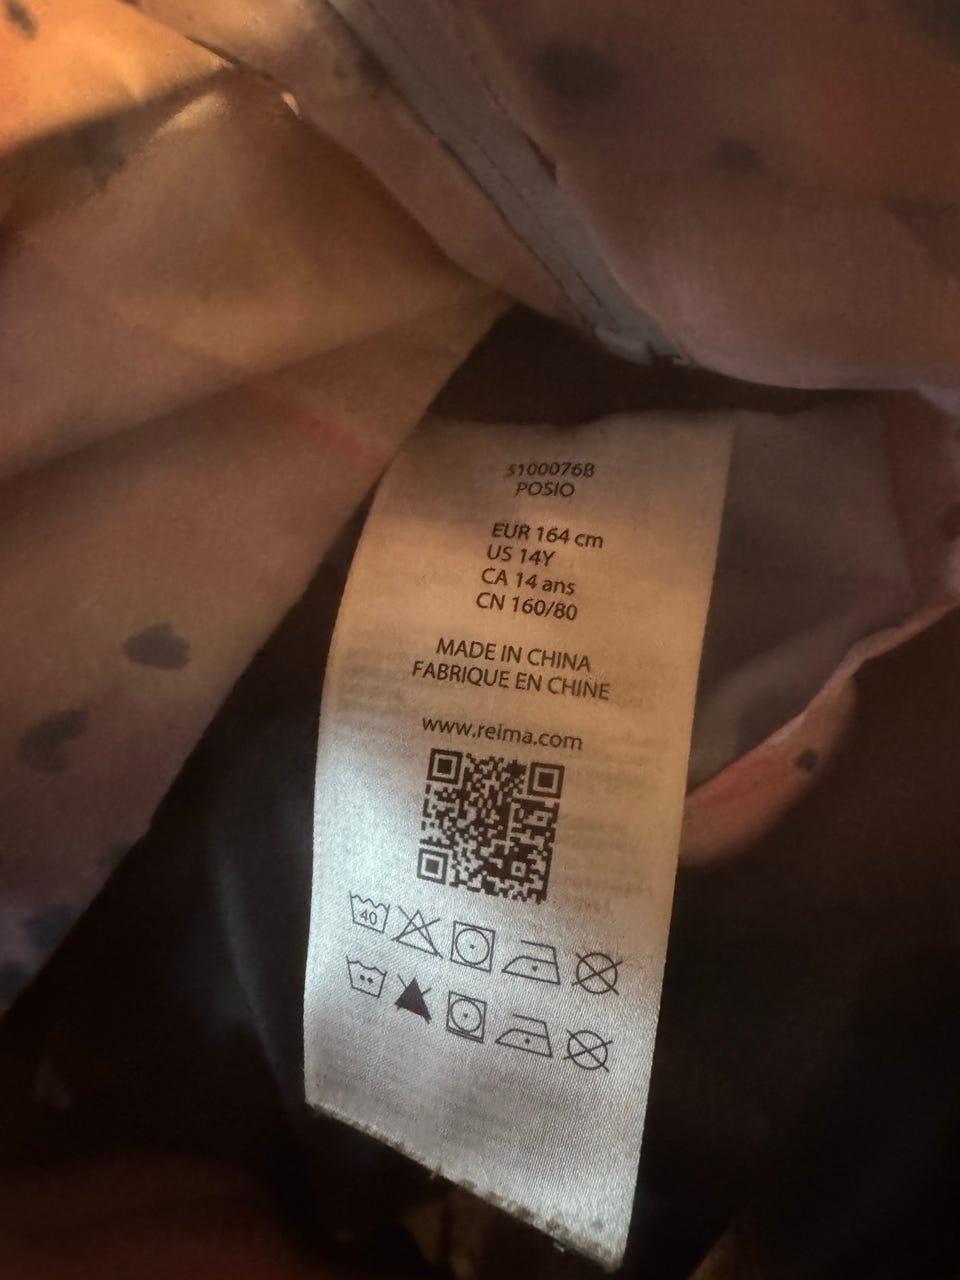 5100076B
POSIO
EUR 164 cm
US 14Y
CA 14 ans
CN 160/80
MADE IN CHINA
FABRIQUE EN CHINE
www.reima.com
40